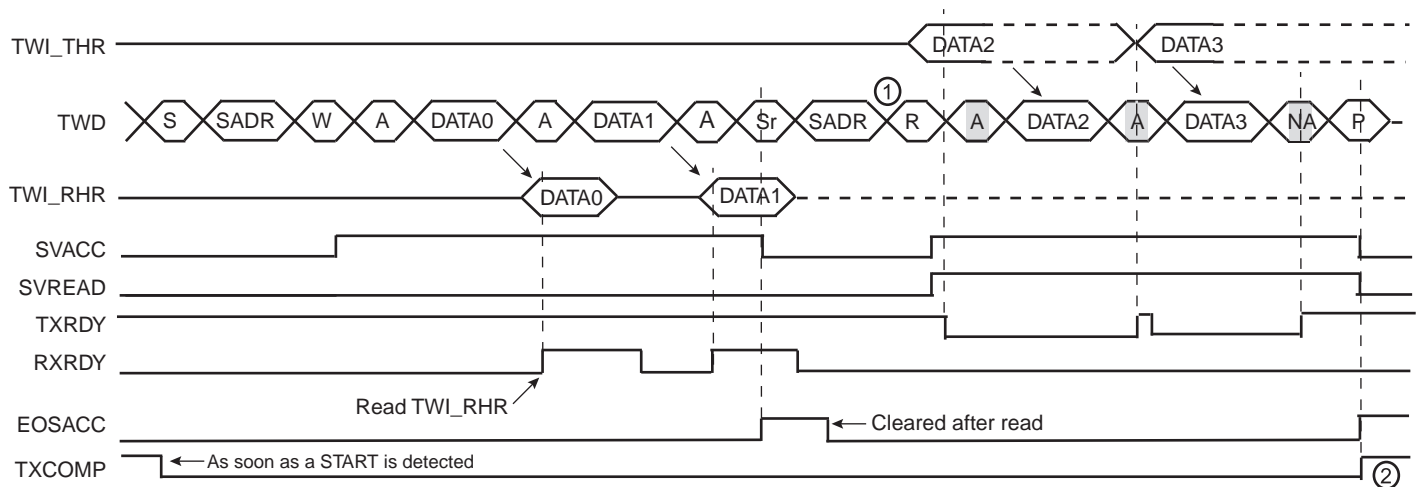 TWI_THR DATA2 DATA3
①
TWD S SADR W A DATA0 A DATA1 A Sr SADR R A DATA2 A DATA3 NA P
TWI_RHR DATA0 DATA1
SVACC
SVREAD
TXRDY
RXRDY
Read TWI_RHR
EOSACC Cleared after read
TXCOMP As soon as a START is detected ②